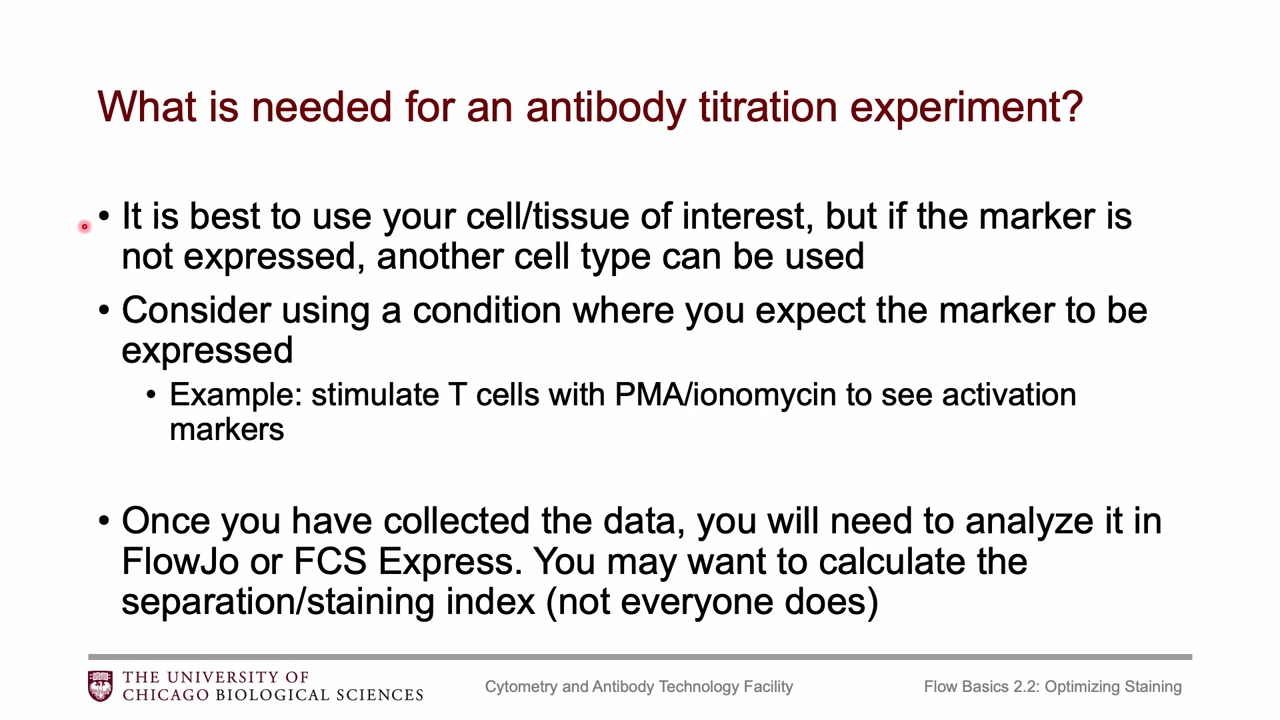 What is needed for an antibody titration experiment?
• It is best to use your cell/tissue of interest, but if the marker is
not expressed, another cell type can be used
• Consider using a condition where you expect the marker to be
expressed
• Example: stimulate T cells with PMA/ionomycin to see activation
markers
• Once you have collected the data, you will need to analyze it in
FlowJo or FCS Express. You may want to calculate the
separation/staining index (not everyone does)
THE UNIVERSITY OF
CHICAGO BIOLOGICAL SCIENCES
Cytometry and Antibody Technology Facility
Flow Basics 2.2: Optimizing Staining